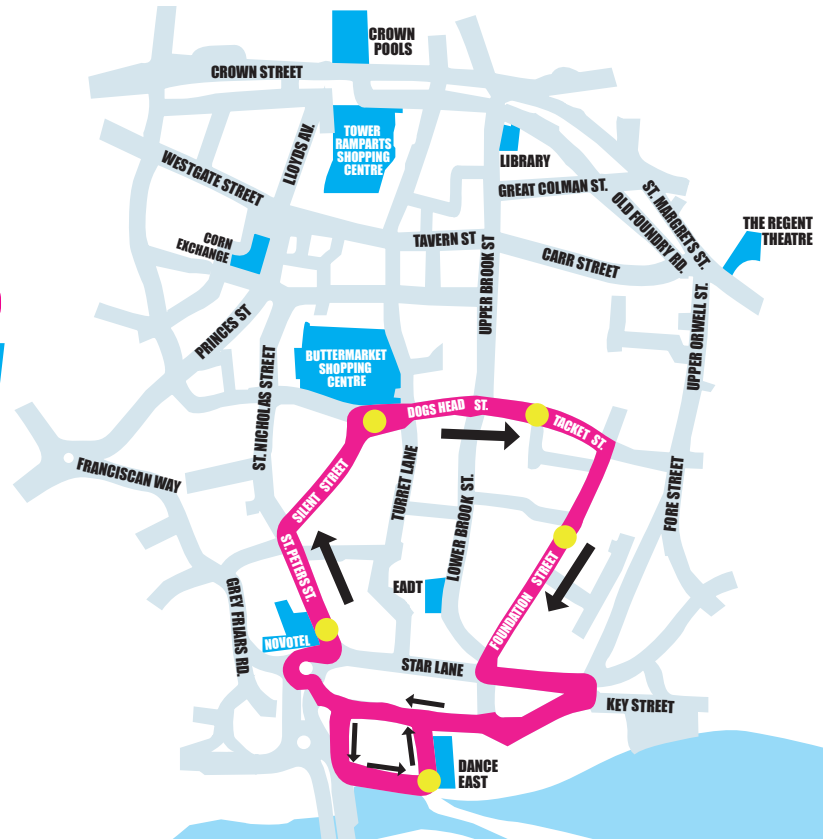 CROWN
POOLS
CROWN STREET
TOWER
RAMPARTS
SHOPPING
CENTRE
LLOYDS AV.
WESTGATE STREET
LIBRARY
GREAT COLMAN ST.
ST. MARGRETS ST.
OLD FOUNDRY RD.
THE REGENT
THEATRE
CORN
EXCHANGE
TAVERN ST
CARR STREET
UPPER BROOK ST
UPPER ORWELL ST.
PRINCES ST
BUTTERMARKET
SHOPPING
CENTRE
ST. NICHOLAS STREET
DOGS HEAD ST.
TACKET ST.
FRANCISCAN WAY
SILENT STREET
TURRET LANE
LOWER BROOK ST.
FORE STREET
ST. PETERS ST.
EADT
FOUNDATION STREET
GREY FRIARS RD.
NOVOTEL
STAR LANE
KEY STREET
DANCE
EAST